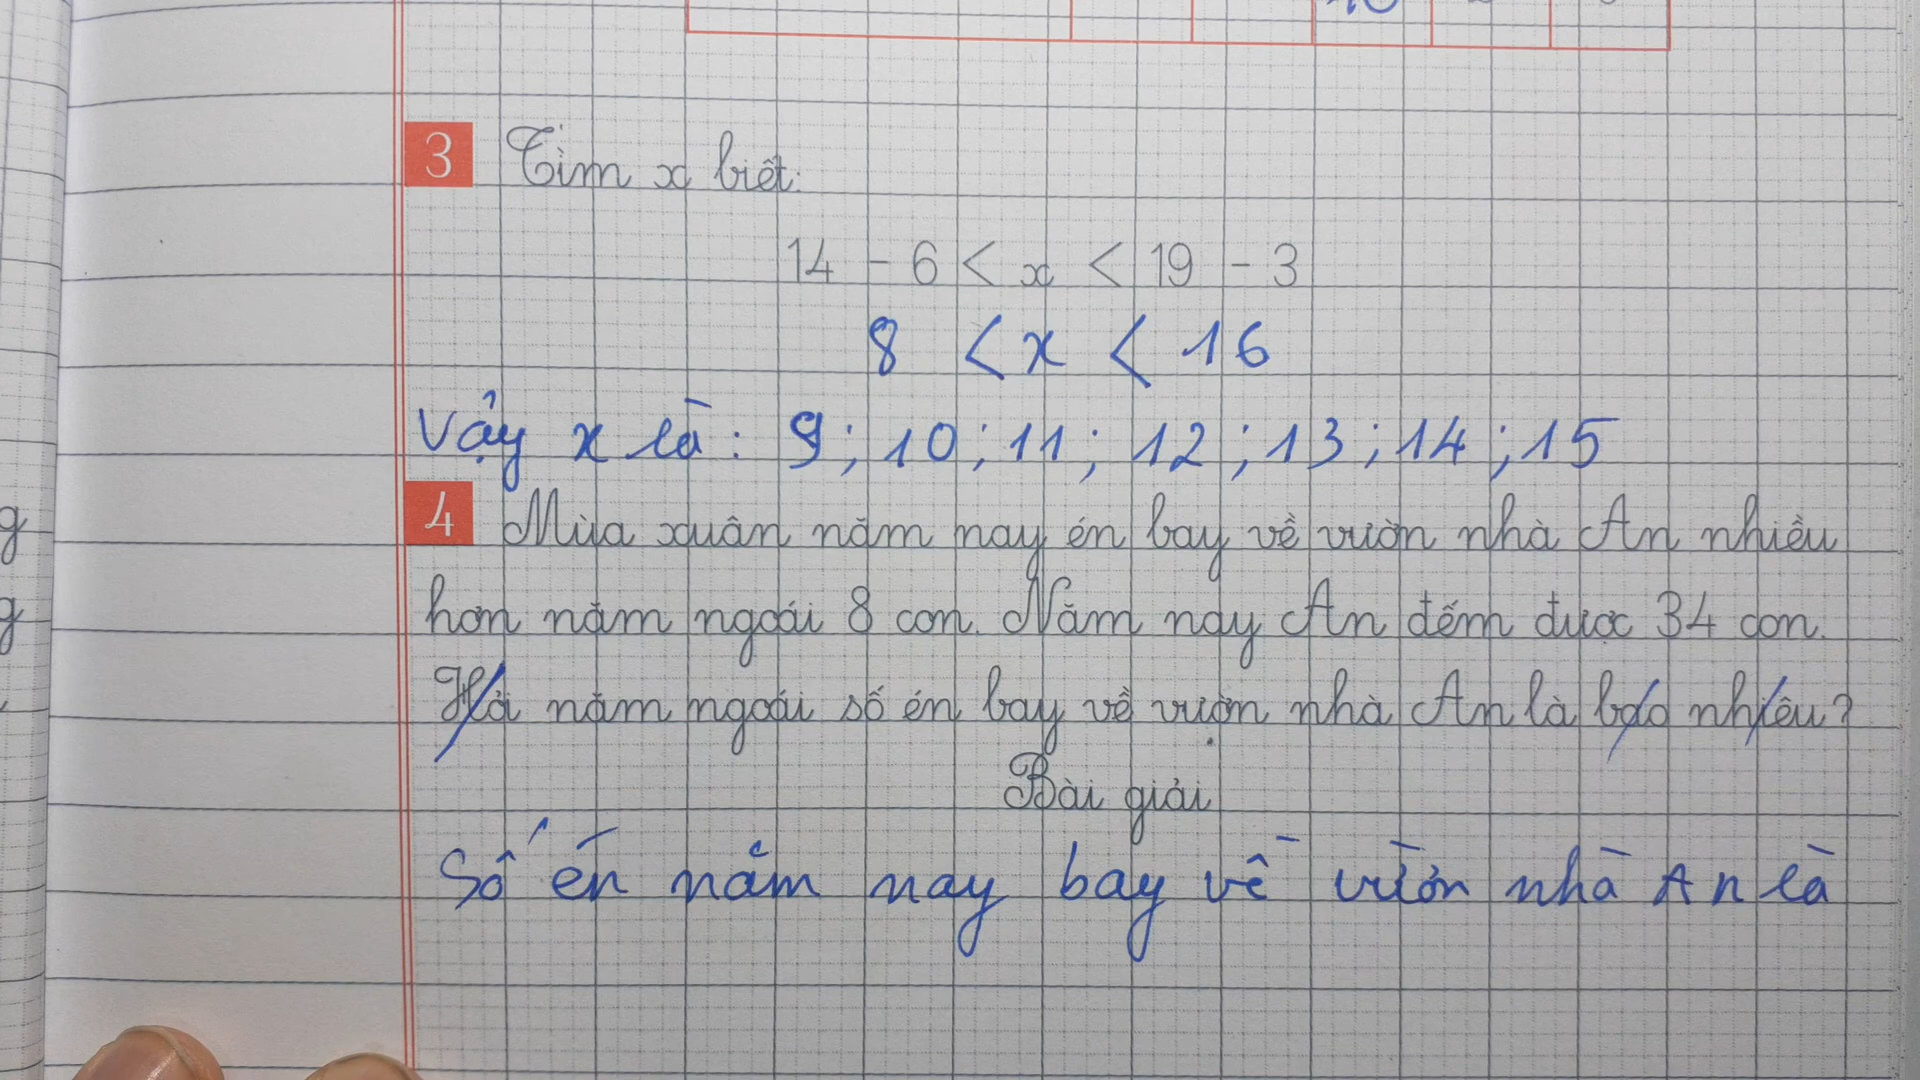 10
3 Tìm x biết:
14 - 6 < x < 19 - 3
8 < x < 16
Vậy x là: 9; 10; 11; 12; 13; 14; 15
4 Mùa xuân năm nay én bay về vườn nhà An nhiều
hơn năm ngoái 8 con. Năm nay An đếm được 34 con.
Hỏi năm ngoái số én bay về vườn nhà An là bao nhiêu?
Bài giải
Số én năm nay bay về vườn nhà An là
g
g